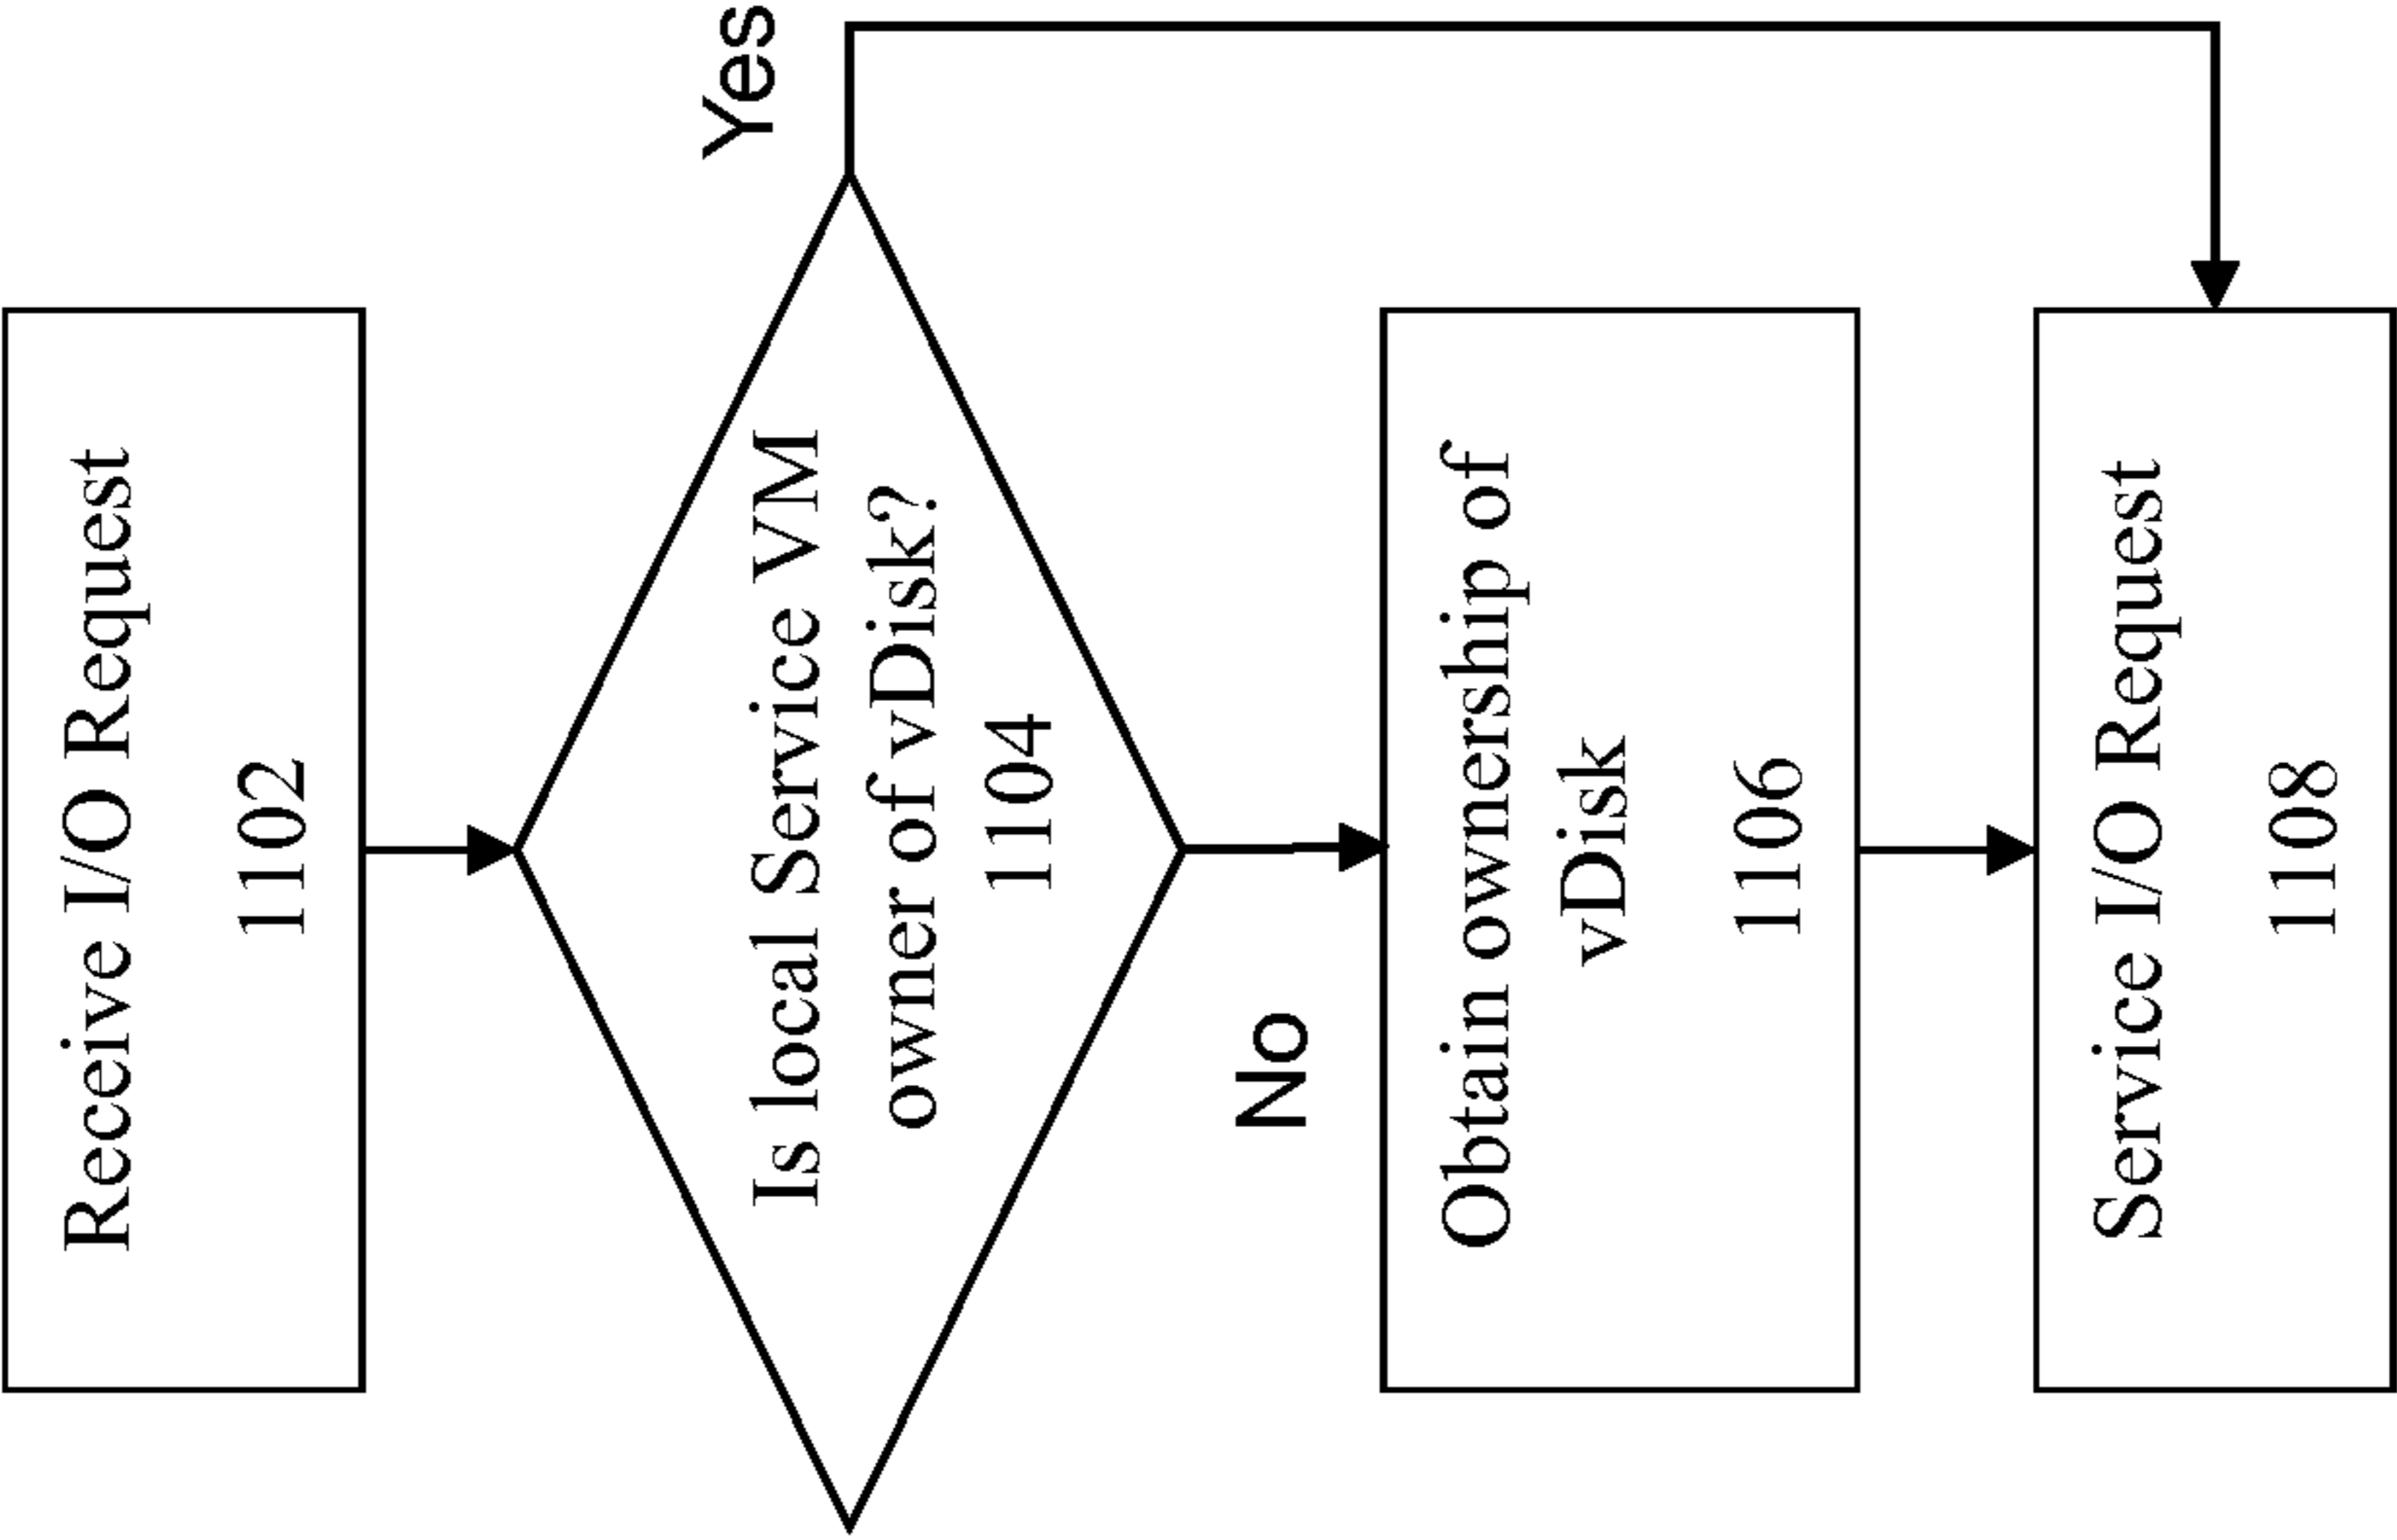 Receive I/O Request
1102
Yes
Is local Service VM
owner of vDisk?
1104
No
Obtain ownership of
vDisk
1106
Service I/O Request
1108